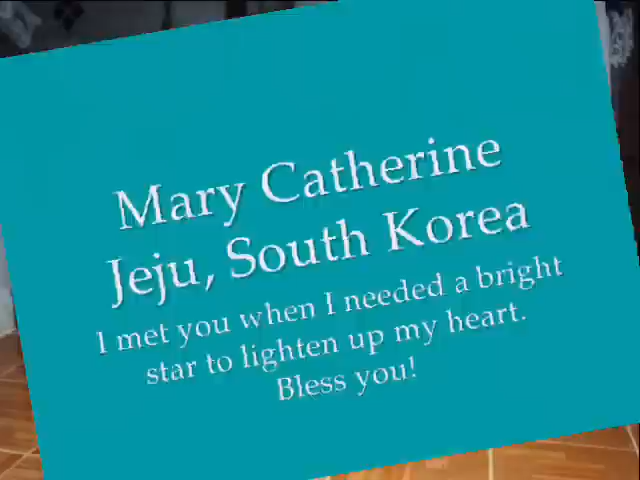 Mary Catherine
Jeju, South Korea
I met you when I needed a bright
star to lighten up my heart.
Bless you!